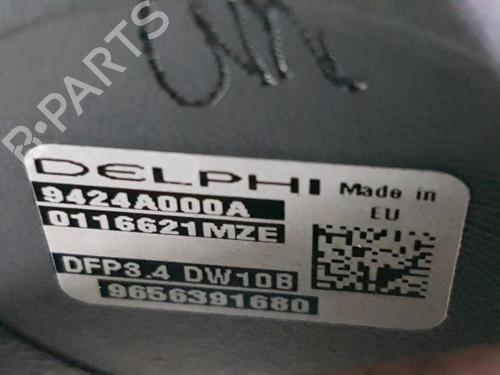 B-PARTS
DELPHI
Made in
EU
9424A000A
0116621MZE
DFP3.4 DW10B
9656391680